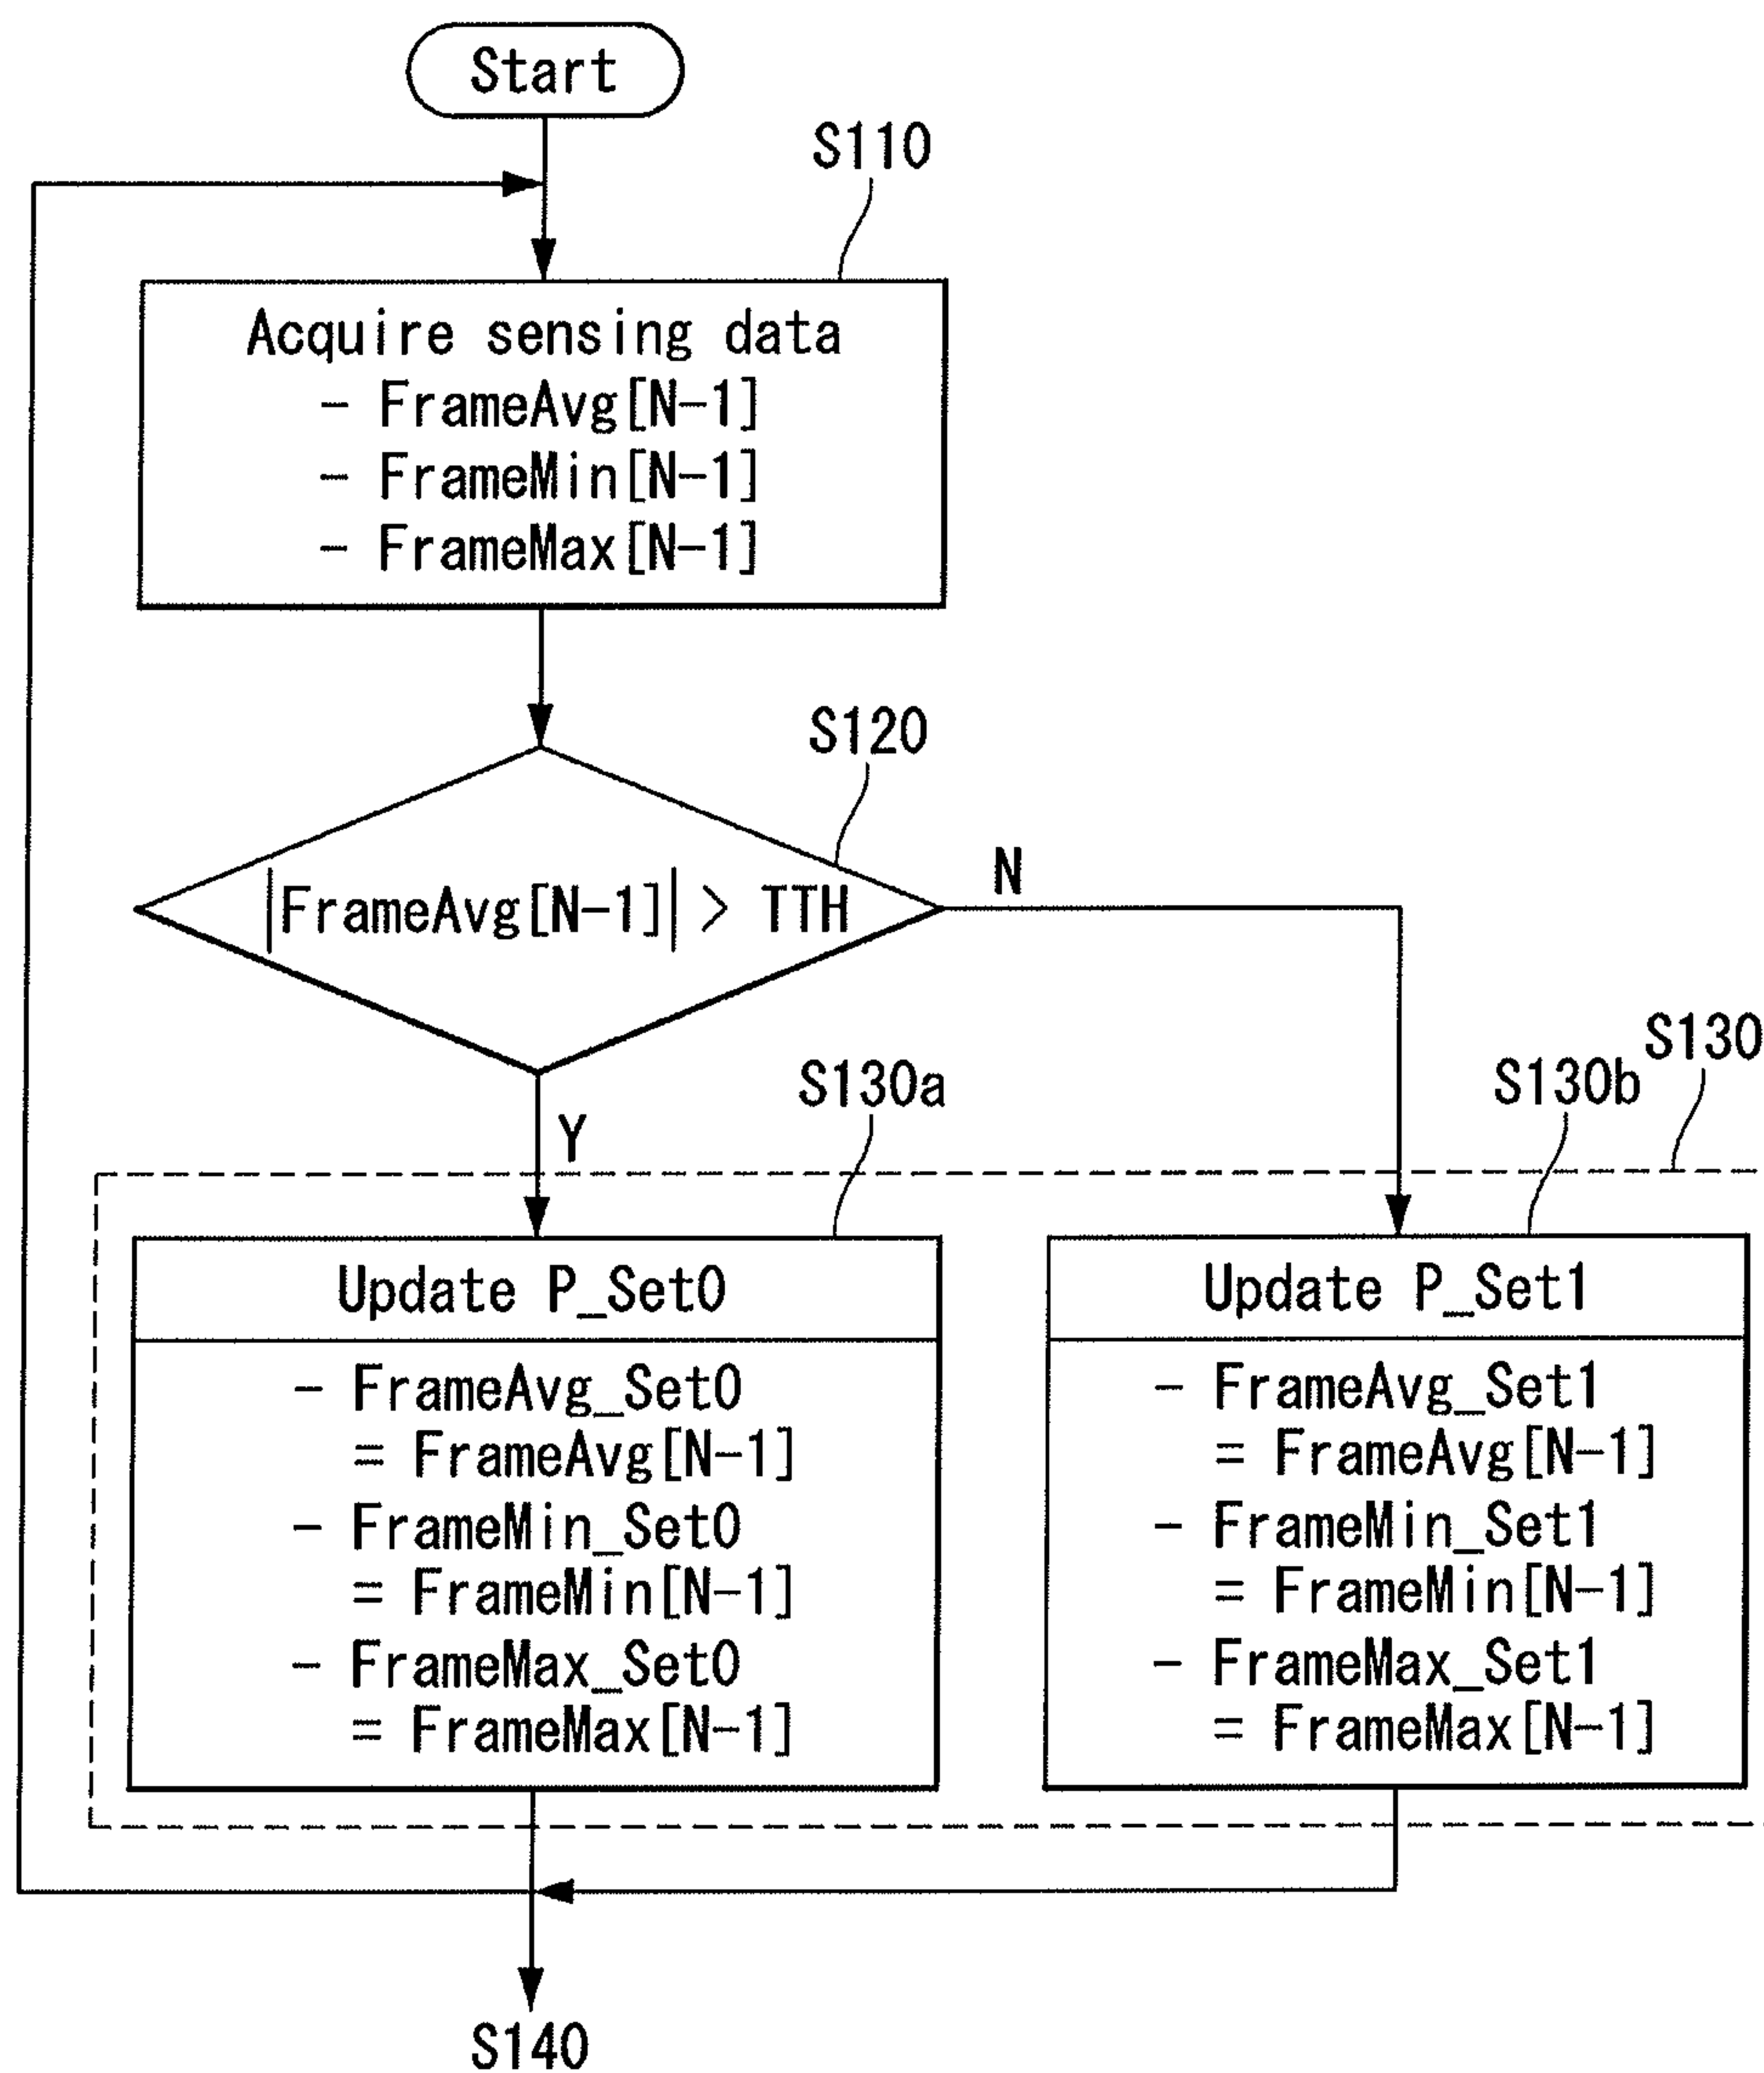 Start
S110
Acquire sensing data
- FrameAvg[N-1]
- FrameMin[N-1]
- FrameMax[N-1]
S120
|FrameAvg[N-1]| > TTH
N
Y
S130
S130a
S130b
Update P_Set0
- FrameAvg_Set0
= FrameAvg[N-1]
- FrameMin_Set0
= FrameMin[N-1]
- FrameMax_Set0
= FrameMax[N-1]
Update P_Set1
- FrameAvg_Set1
= FrameAvg[N-1]
- FrameMin_Set1
= FrameMin[N-1]
- FrameMax_Set1
= FrameMax[N-1]
S140